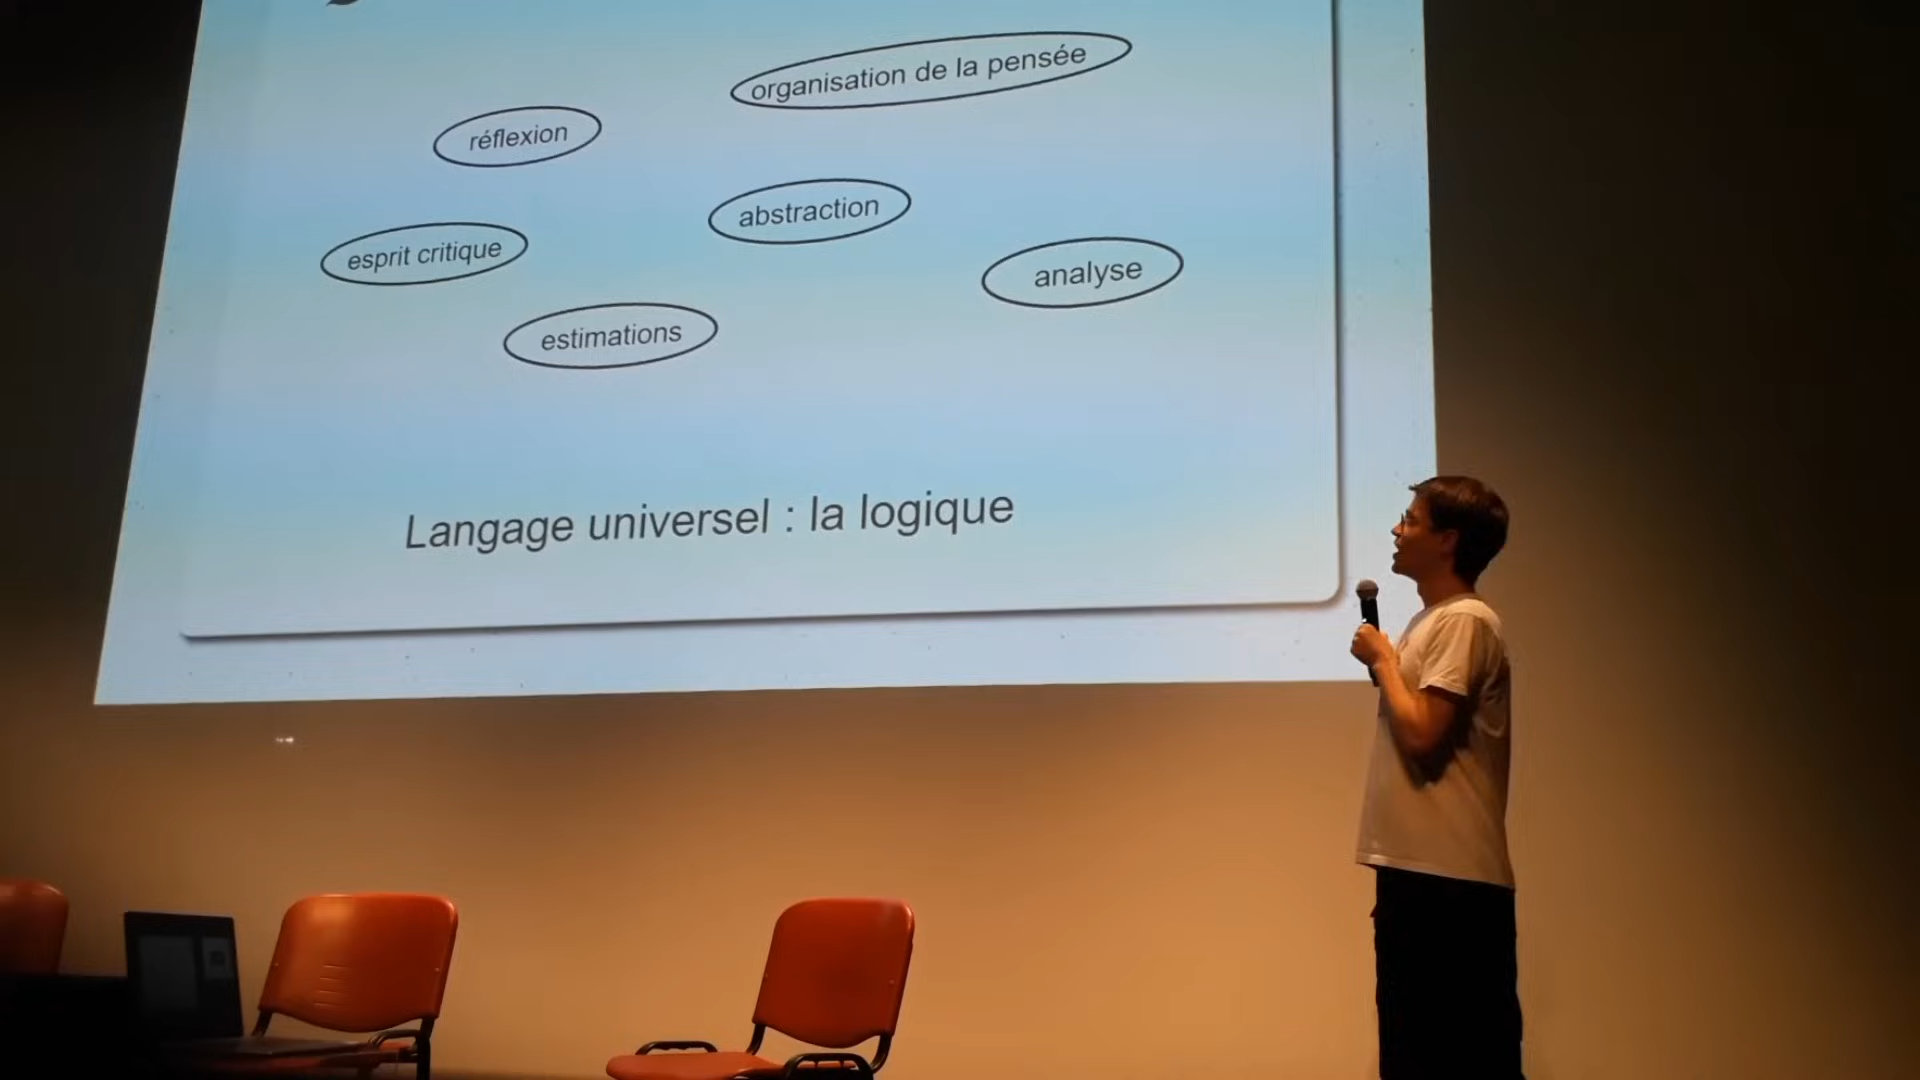 organisation de la pensée
réflexion
abstraction
esprit critique
analyse
estimations
Langage universel : la logique